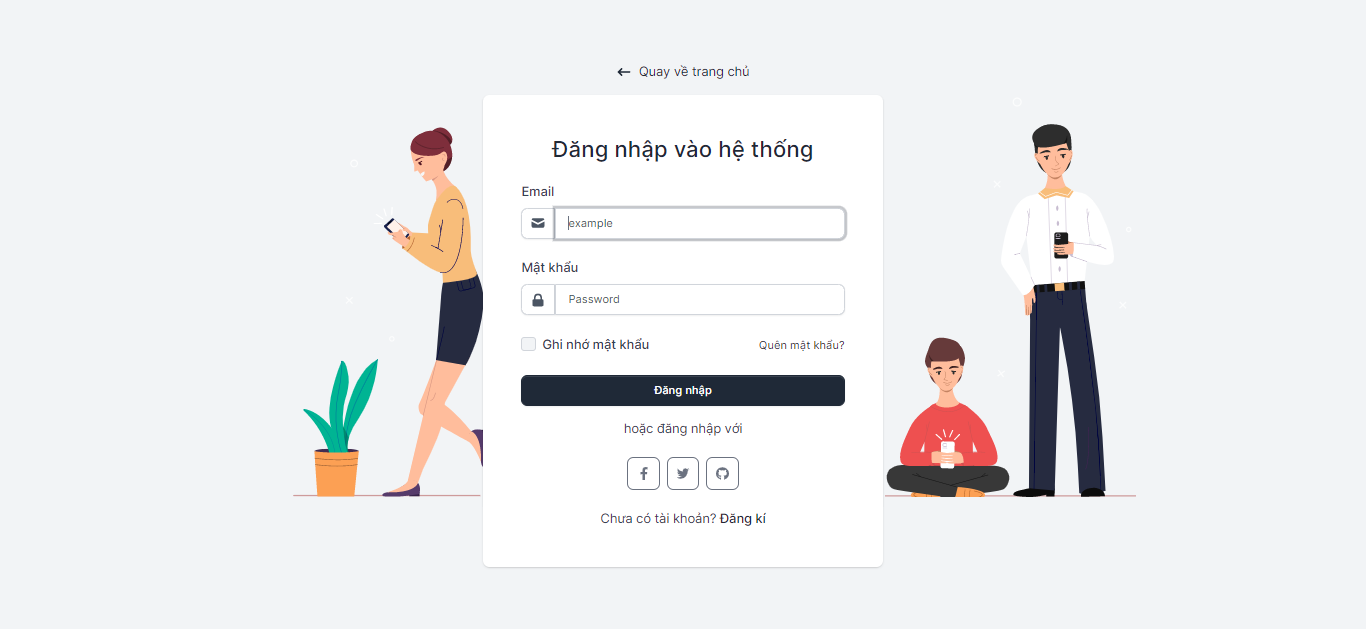 Quay về trang chủ
Đăng nhập vào hệ thống
Email
example
Mật khẩu
Password
Ghi nhớ mật khẩu Quên mật khẩu?
Đăng nhập
hoặc đăng nhập với
Chưa có tài khoản? Đăng kí